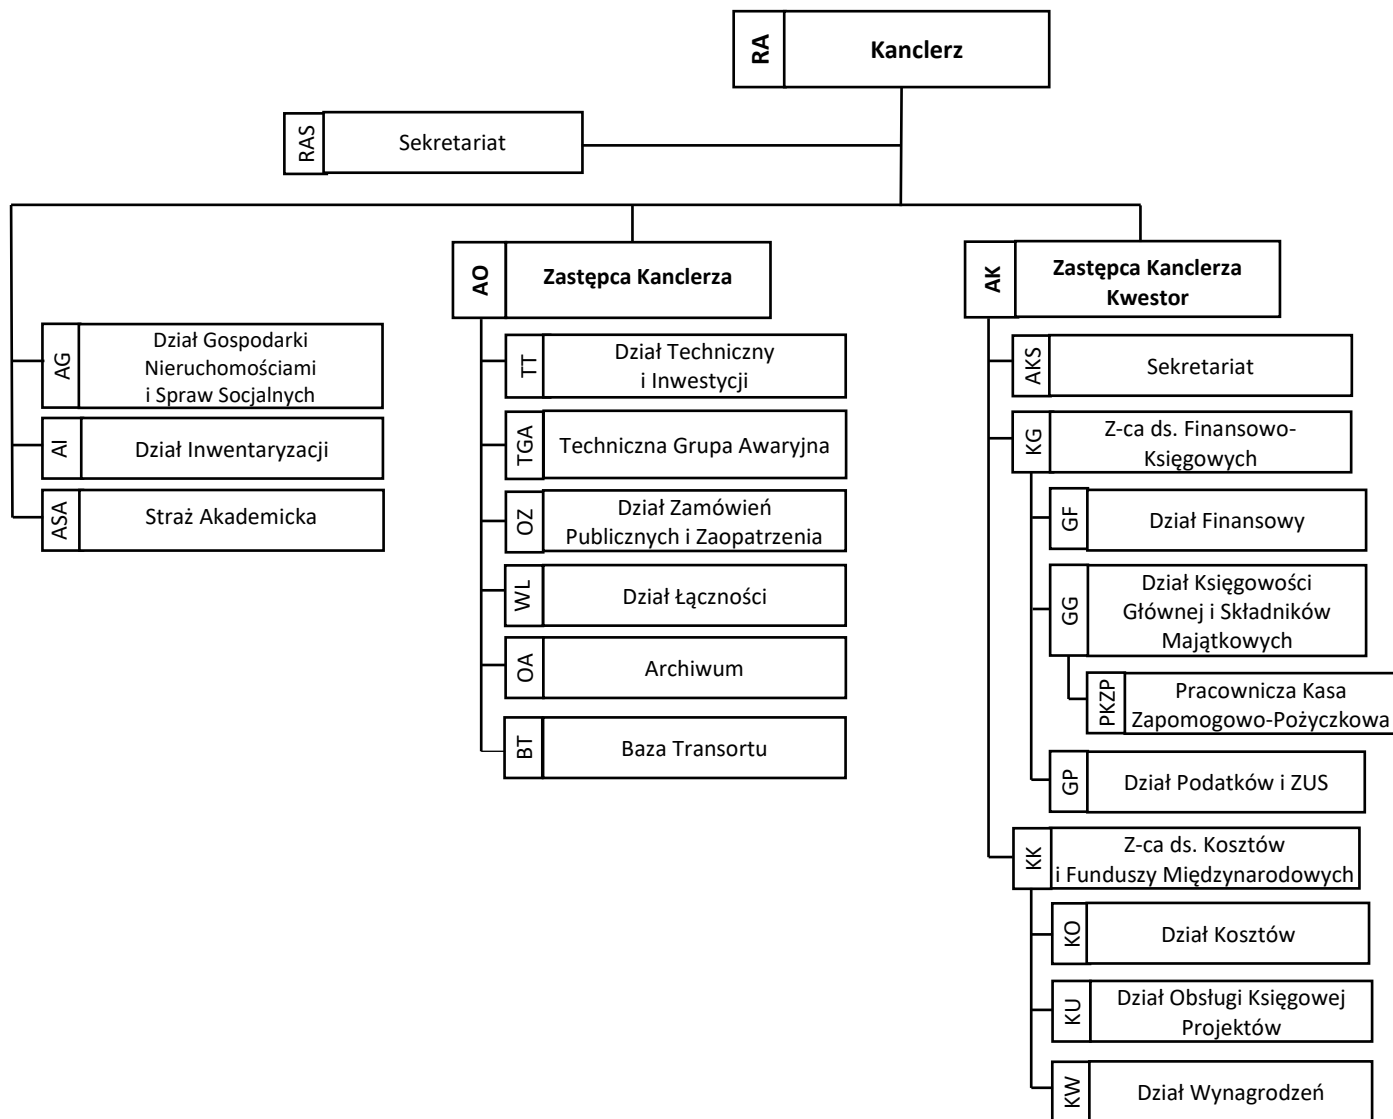 RA
Kanclerz
RAS
Sekretariat
AO
Zastępca Kanclerza
AK
Zastępca Kanclerza
Kwestor
AG
Dział Gospodarki
Nieruchomościami
i Spraw Socjalnych
AI
Dział Inwentaryzacji
ASA
Straż Akademicka
TT
Dział Techniczny
i Inwestycji
TGA
Techniczna Grupa Awaryjna
OZ
Dział Zamówień
Publicznych i Zaopatrzenia
WL
Dział Łączności
OA
Archiwum
BT
Baza Transortu
AKS
Sekretariat
KG
Z-ca ds. Finansowo-
Księgowych
GF
Dział Finansowy
GG
Dział Księgowości
Głównej i Składników
Majątkowych
PKZP
Pracownicza Kasa
Zapomogowo-Pożyczkowa
GP
Dział Podatków i ZUS
KK
Z-ca ds. Kosztów
i Funduszy Międzynarodowych
KO
Dział Kosztów
KU
Dział Obsługi Księgowej
Projektów
KW
Dział Wynagrodzeń